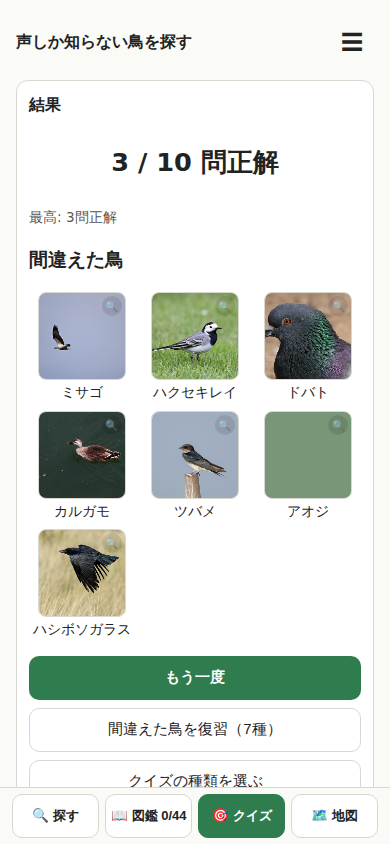 声しか知らない鳥を探す
☰
結果
3 / 10 問正解
最高: 3問正解
間違えた鳥
ミサゴ
ハクセキレイ
ドバト
カルガモ
ツバメ
アオジ
ハシボソガラス
もう一度
間違えた鳥を復習（7種）
クイズの種類を選ぶ
🔍 探す
📖 図鑑 0/44
🎯 クイズ
🗺️ 地図